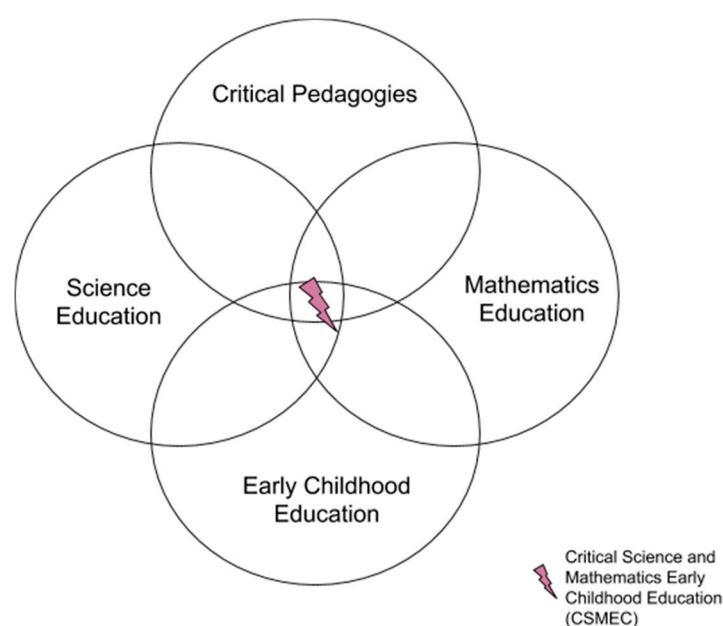 Critical Pedagogies
Science
Education
Mathematics
Education
Early Childhood
Education
Critical Science and
Mathematics Early
Childhood Education
(CSMEC)